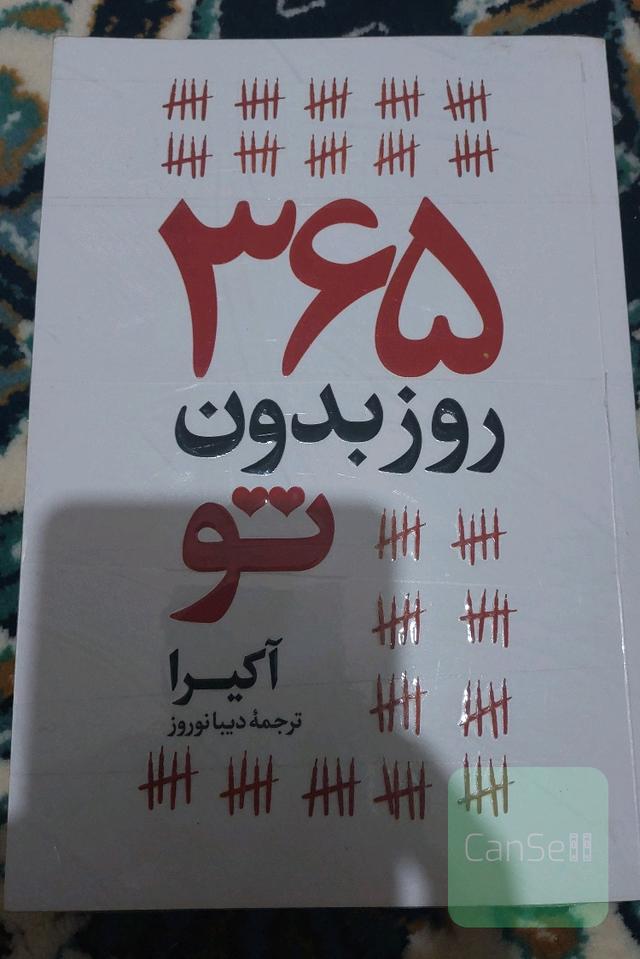 ۳۶۵
روز بدون
تو
آکیرا
ترجمهٔ دیبا نوروز
CanSell